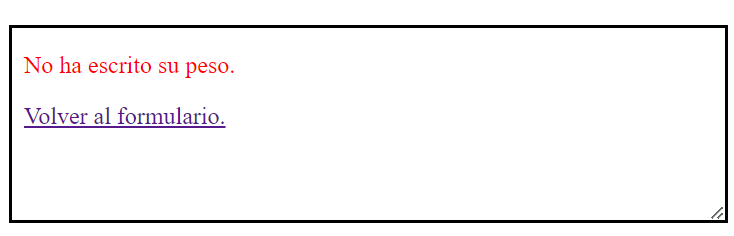 No ha escrito su peso.
Volver al formulario.